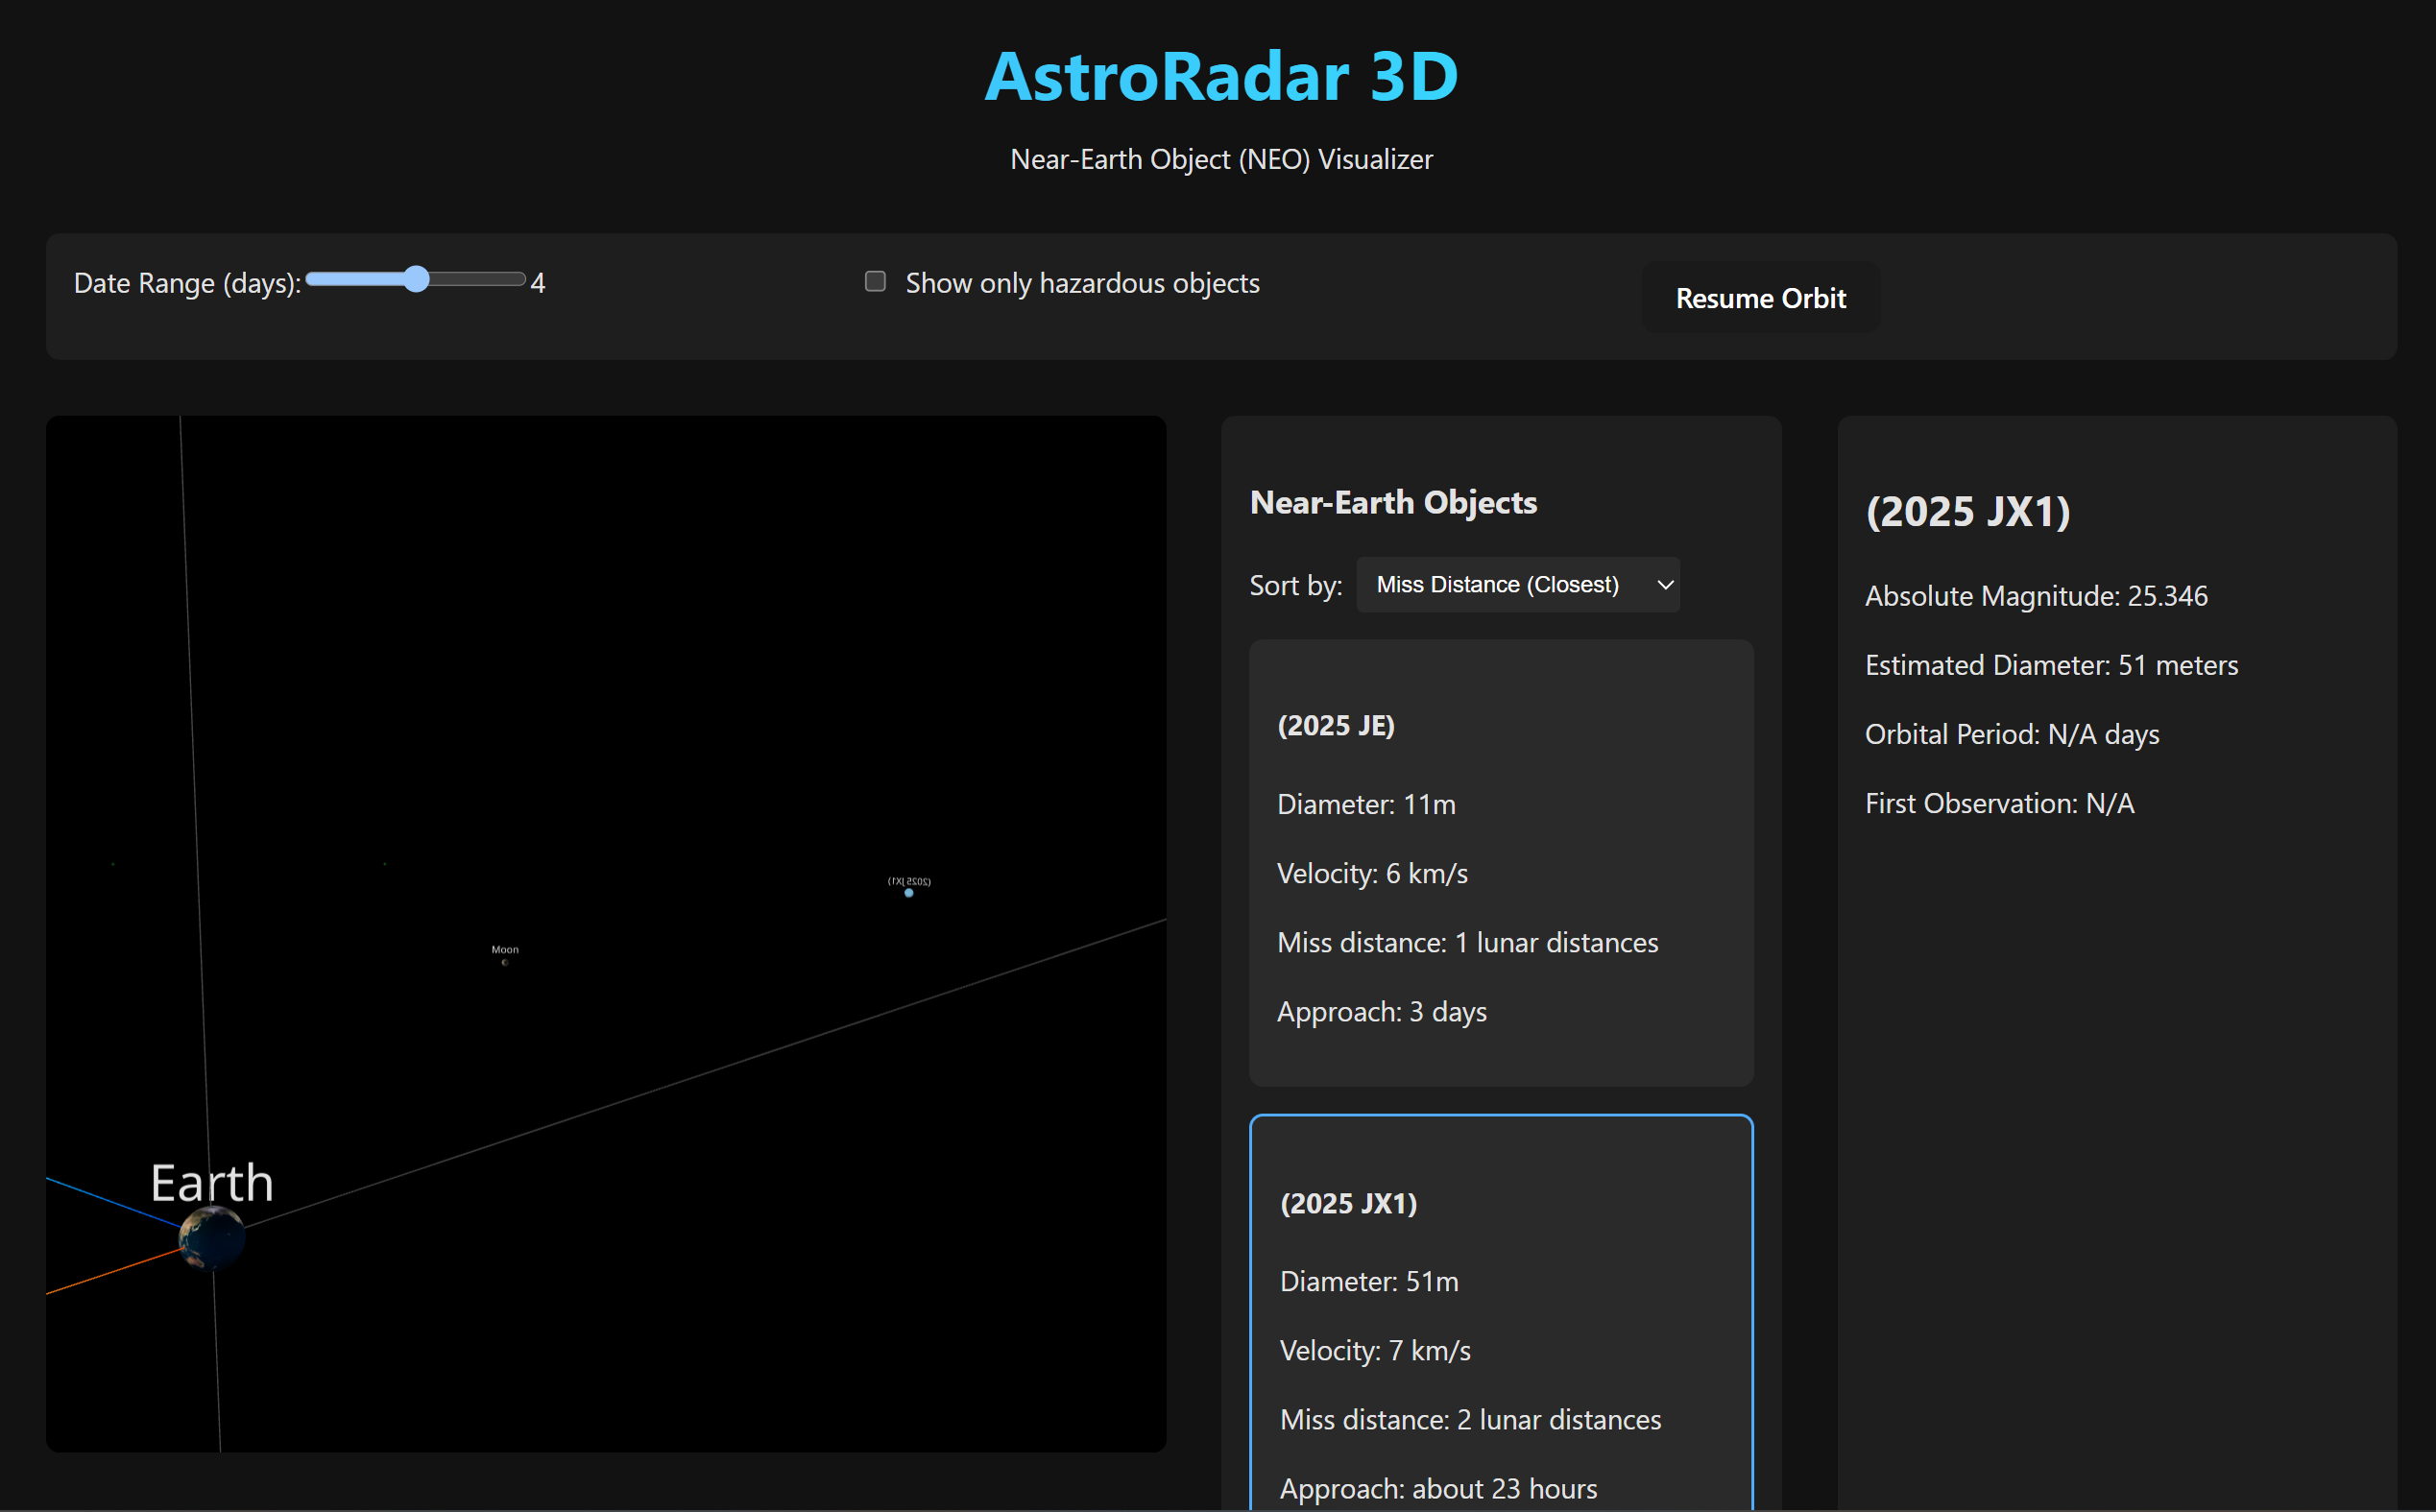 AstroRadar 3D
Near-Earth Object (NEO) Visualizer
Date Range (days): 4
Show only hazardous objects
Resume Orbit
(2025 JX1)
Moon
Earth
Near-Earth Objects
Sort by: Miss Distance (Closest)
(2025 JE)
Diameter: 11m
Velocity: 6 km/s
Miss distance: 1 lunar distances
Approach: 3 days
(2025 JX1)
Diameter: 51m
Velocity: 7 km/s
Miss distance: 2 lunar distances
Approach: about 23 hours
(2025 JX1)
Absolute Magnitude: 25.346
Estimated Diameter: 51 meters
Orbital Period: N/A days
First Observation: N/A